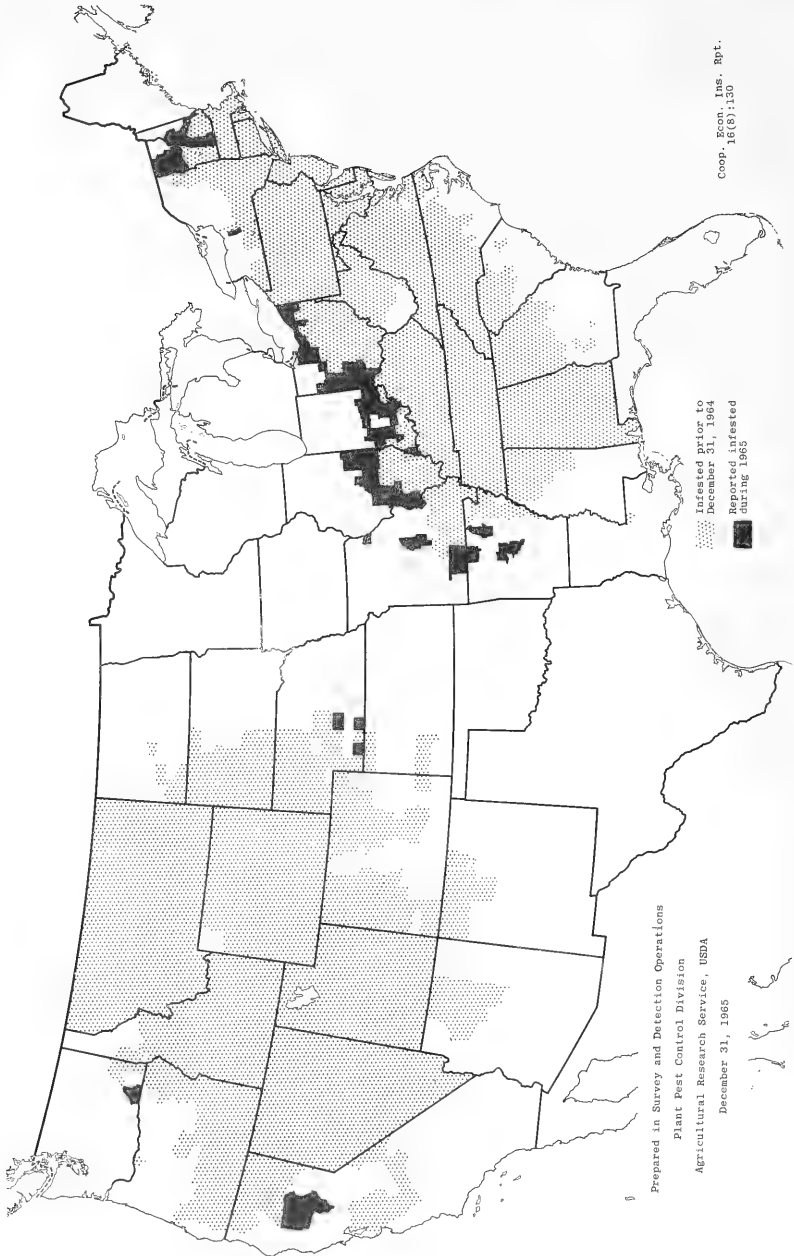 Coop. Econ. Ins. Rpt.
16(8):130
Infested prior to
December 31, 1964
Reported infested
during 1965
Prepared in Survey and Detection Operations
Plant Pest Control Division
Agricultural Research Service, USDA
December 31, 1965